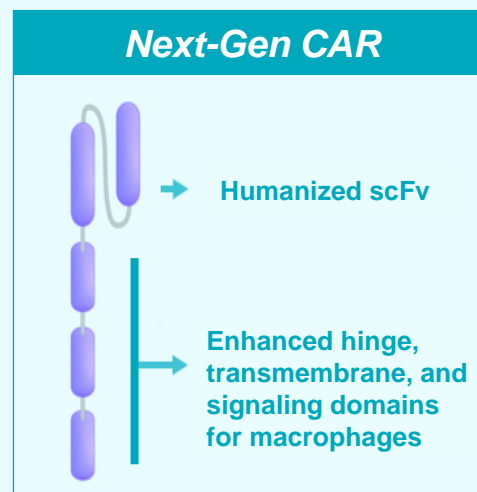 Next-Gen CAR
Humanized scFv
Enhanced hinge,
transmembrane, and
signaling domains
for macrophages